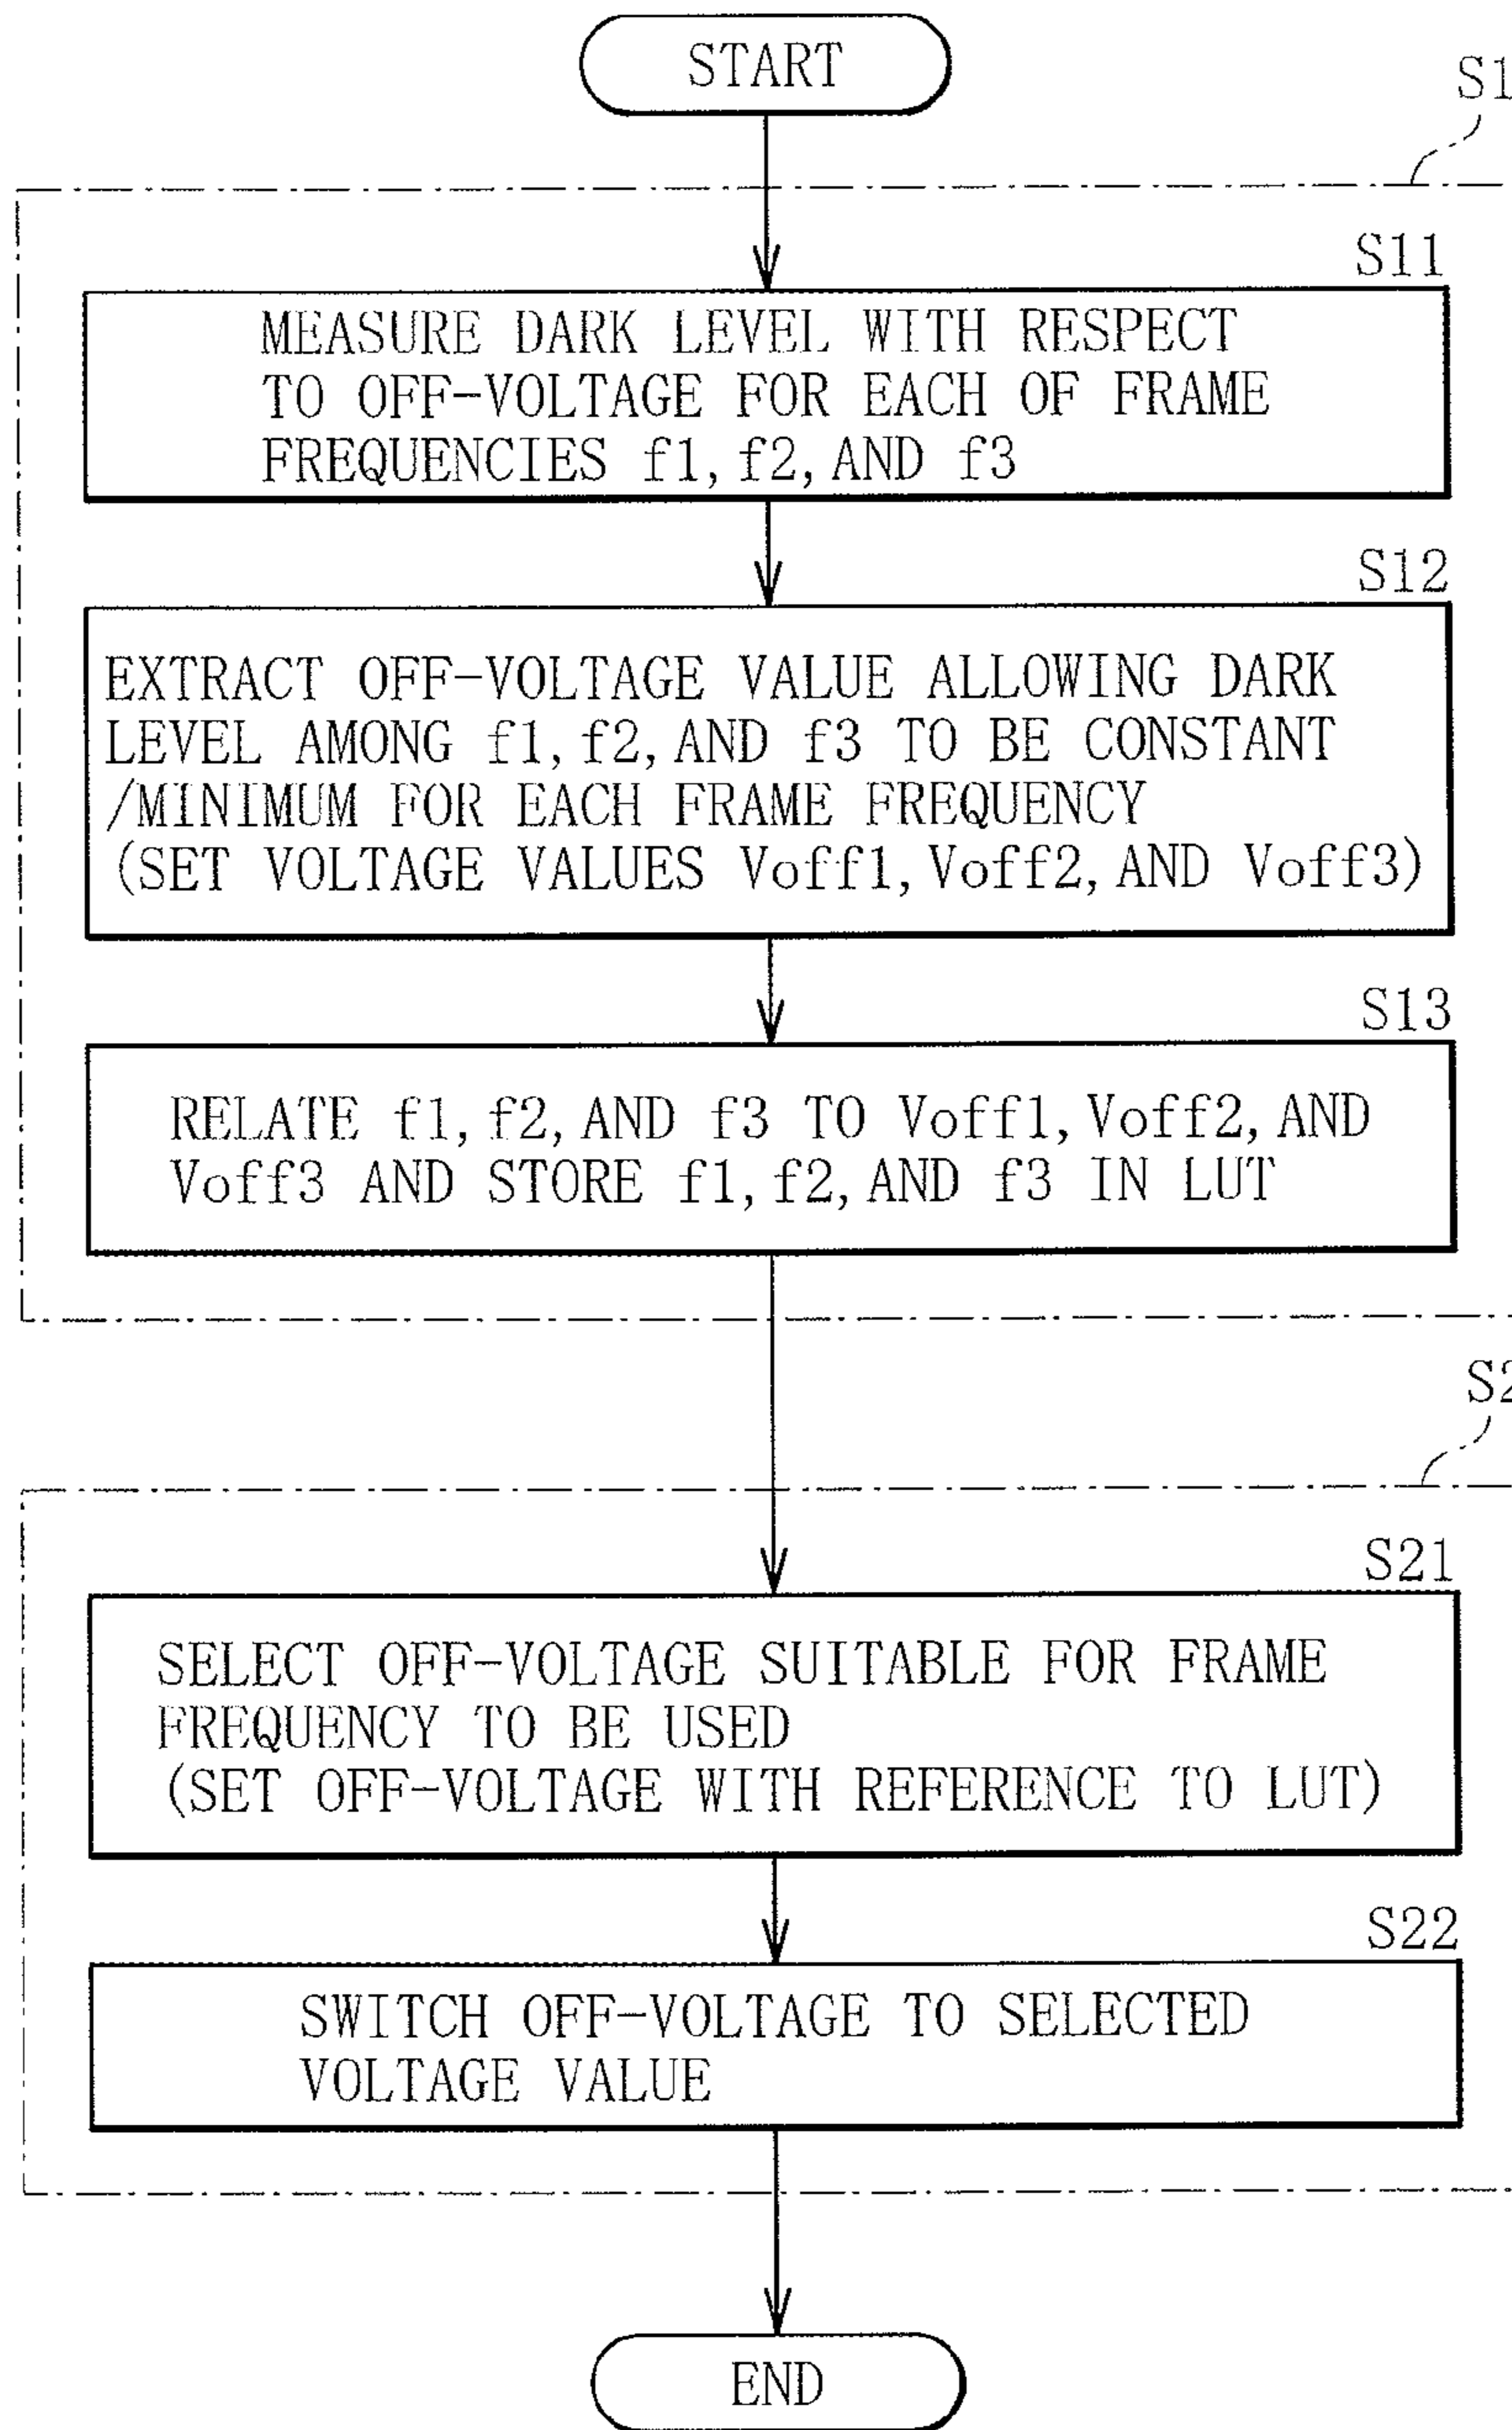 START
S1
S11
MEASURE DARK LEVEL WITH RESPECT
TO OFF-VOLTAGE FOR EACH OF FRAME
FREQUENCIES f1, f2, AND f3
S12
EXTRACT OFF-VOLTAGE VALUE ALLOWING DARK
LEVEL AMONG f1, f2, AND f3 TO BE CONSTANT
/MINIMUM FOR EACH FRAME FREQUENCY
(SET VOLTAGE VALUES Voff1, Voff2, AND Voff3)
S13
RELATE f1, f2, AND f3 TO Voff1, Voff2, AND
Voff3 AND STORE f1, f2, AND f3 IN LUT
S2
S21
SELECT OFF-VOLTAGE SUITABLE FOR FRAME
FREQUENCY TO BE USED
(SET OFF-VOLTAGE WITH REFERENCE TO LUT)
S22
SWITCH OFF-VOLTAGE TO SELECTED
VOLTAGE VALUE
END